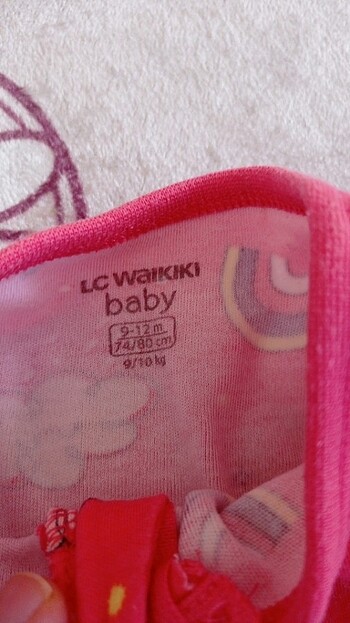 LC WAIKIKI
baby
9-12 m
74/80 cm
9/10 kg